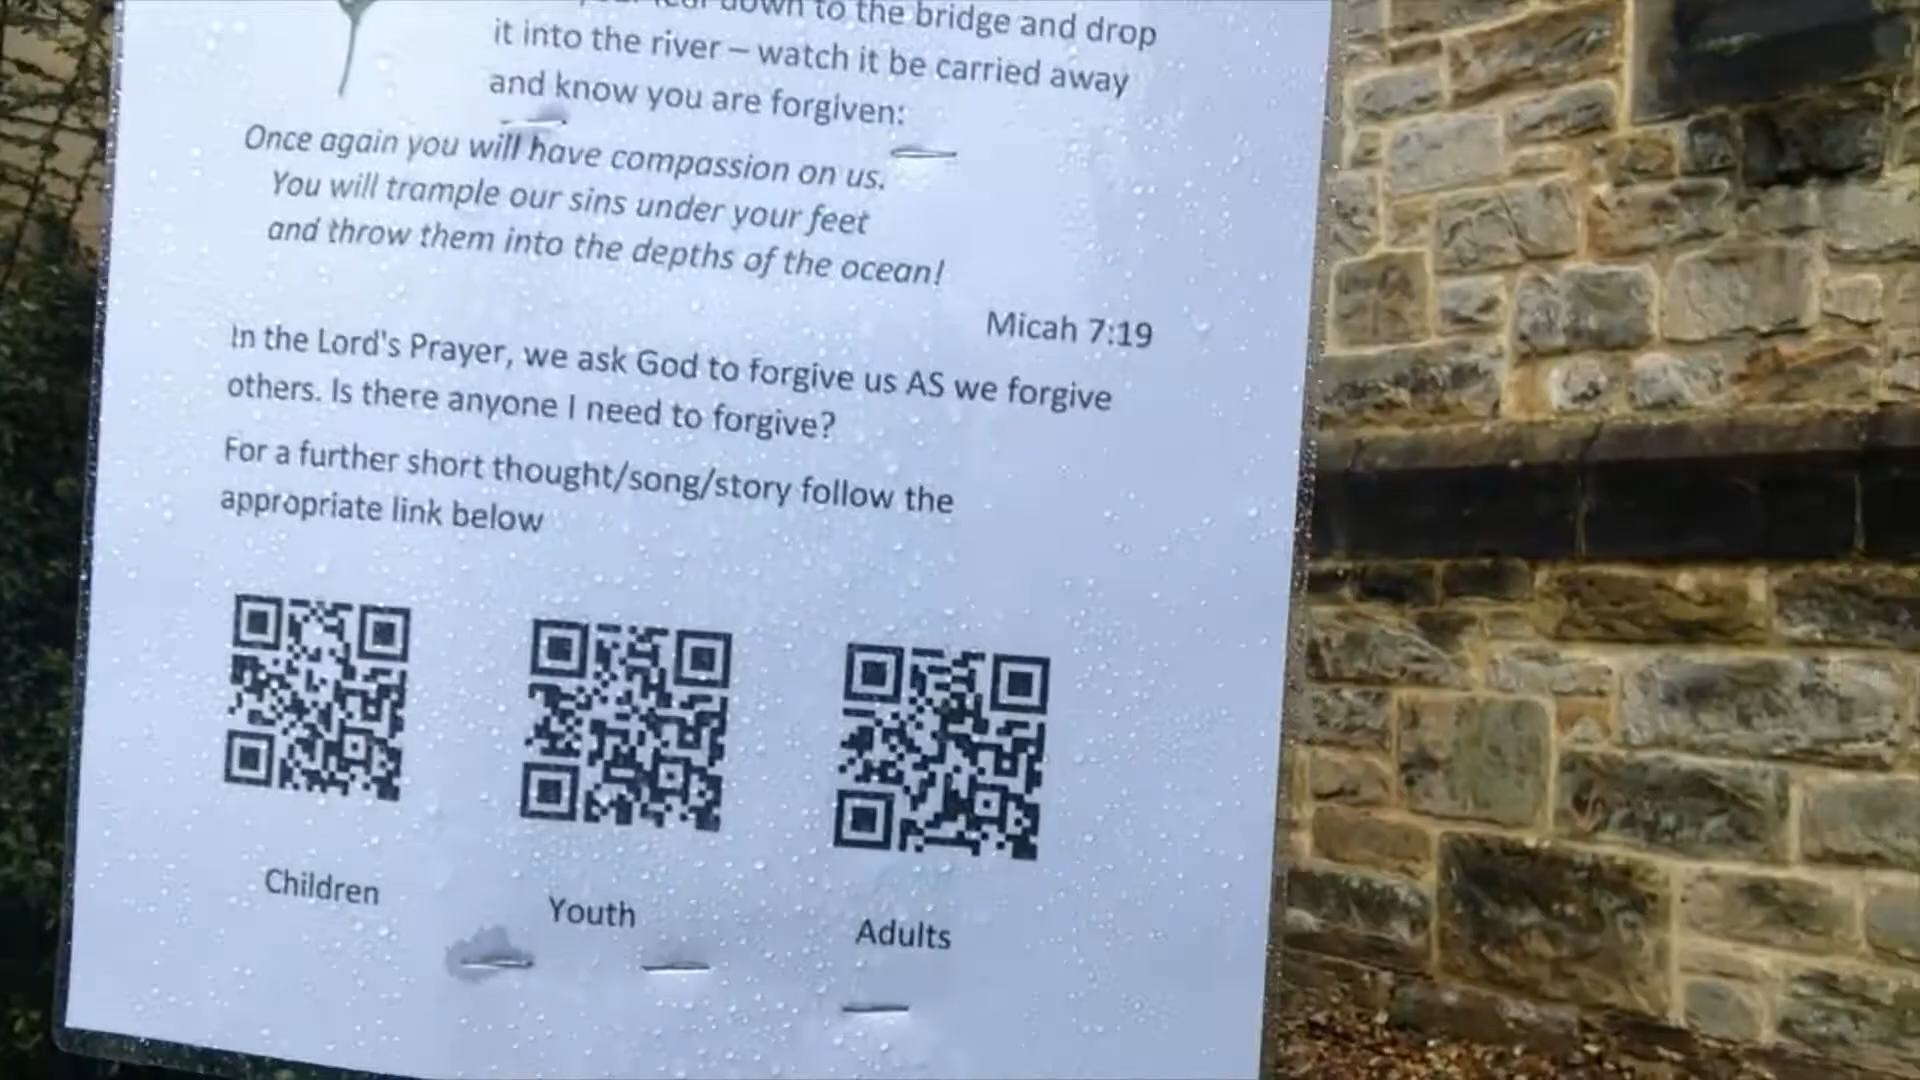 down to the bridge and drop
it into the river – watch it be carried away
and know you are forgiven:
Once again you will have compassion on us.
You will trample our sins under your feet
and throw them into the depths of the ocean!
Micah 7:19
In the Lord's Prayer, we ask God to forgive us AS we forgive
others. Is there anyone I need to forgive?
For a further short thought/song/story follow the
appropriate link below
Children
Youth
Adults